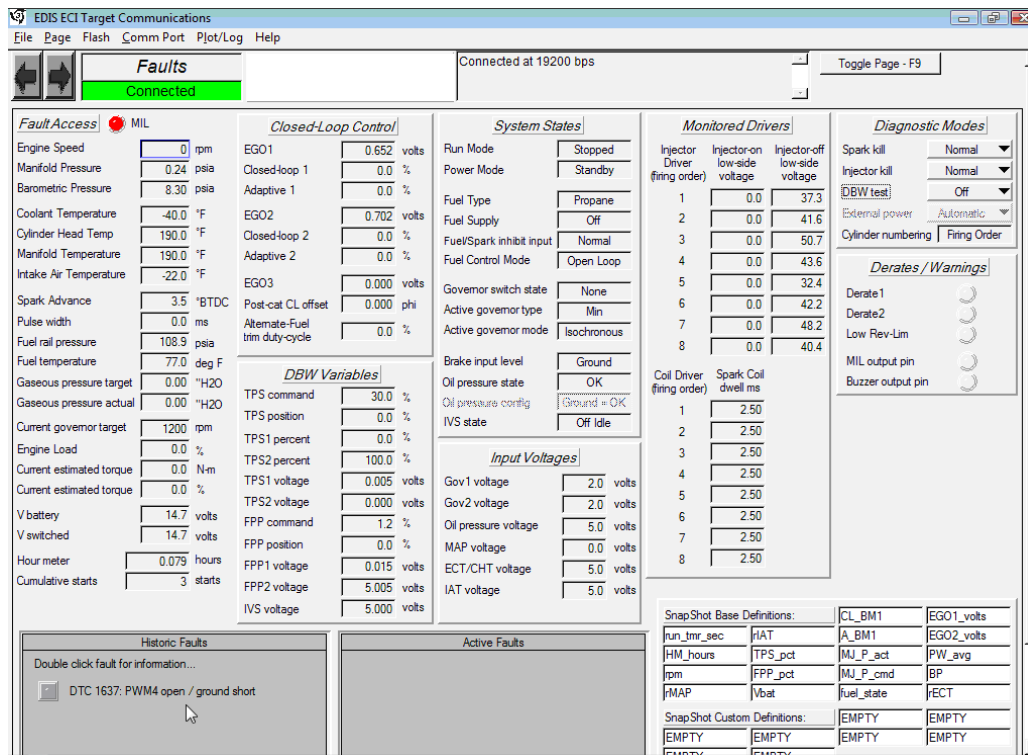 EDIS ECI Target Communications
File Page Flash Comm Port Plot/Log Help
Faults
Connected
Connected at 19200 bps
Toggle Page - F9
Fault Access MIL
Engine Speed 0 rpm
Manifold Pressure 0.24 psia
Barometric Pressure 8.30 psia
Coolant Temperature -40.0 °F
Cylinder Head Temp 190.0 °F
Manifold Temperature 190.0 °F
Intake Air Temperature -22.0 °F
Spark Advance 3.5 °BTDC
Pulse width 0.0 ms
Fuel rail pressure 108.9 psia
Fuel temperature 77.0 deg F
Gaseous pressure target 0.00 "H2O
Gaseous pressure actual 0.00 "H2O
Current governor target 1200 rpm
Engine Load 0.0 %
Current estimated torque 0.0 N-m
Current estimated torque 0.0 %
V battery 14.7 volts
V switched 14.7 volts
Hour meter 0.079 hours
Cumulative starts 3 starts
Closed-Loop Control
EGO1 0.652 volts
Closed-loop 1 0.0 %
Adaptive 1 0.0 %
EGO2 0.702 volts
Closed-loop 2 0.0 %
Adaptive 2 0.0 %
EGO3 0.000 volts
Post-cat CL offset 0.000 phi
Alternate-Fuel
trim duty-cycle 0.0 %
DBW Variables
TPS command 30.0 %
TPS position 0.0 %
TPS1 percent 0.0 %
TPS2 percent 100.0 %
TPS1 voltage 0.005 volts
TPS2 voltage 0.000 volts
FPP command 1.2 %
FPP position 0.0 %
FPP1 voltage 0.015 volts
FPP2 voltage 5.005 volts
IVS voltage 5.000 volts
System States
Run Mode Stopped
Power Mode Standby
Fuel Type Propane
Fuel Supply Off
Fuel/Spark inhibit input Normal
Fuel Control Mode Open Loop
Governor switch state None
Active governor type Min
Active governor mode Isochronous
Brake input level Ground
Oil pressure state OK
Oil pressure config Ground = OK
IVS state Off Idle
Input Voltages
Gov1 voltage 2.0 volts
Gov2 voltage 2.0 volts
Oil pressure voltage 5.0 volts
MAP voltage 0.0 volts
ECT/CHT voltage 5.0 volts
IAT voltage 5.0 volts
Monitored Drivers
Injector Injector-on Injector-off
Driver low-side low-side
(firing order) voltage voltage
1 0.0 37.3
2 0.0 41.6
3 0.0 50.7
4 0.0 43.6
5 0.0 32.4
6 0.0 42.2
7 0.0 48.2
8 0.0 40.4
Coil Driver Spark Coil
(firing order) dwell ms
1 2.50
2 2.50
3 2.50
4 2.50
5 2.50
6 2.50
7 2.50
8 2.50
Diagnostic Modes
Spark kill Normal
Injector kill Normal
DBW test Off
External power Automatic
Cylinder numbering Firing Order
Derates / Warnings
Derate1
Derate2
Low Rev-Lim
MIL output pin
Buzzer output pin
Historic Faults
Double click fault for information...
DTC 1637: PWM4 open / ground short
Active Faults
SnapShot Base Definitions: CL_BM1 EGO1_volts
run_tmr_sec rIAT A_BM1 EGO2_volts
HM_hours TPS_pct MJ_P_act PW_avg
rpm FPP_pct MJ_P_cmd BP
rMAP Vbat fuel_state rECT
SnapShot Custom Definitions: EMPTY EMPTY
EMPTY EMPTY EMPTY EMPTY
EMPTY EMPTY